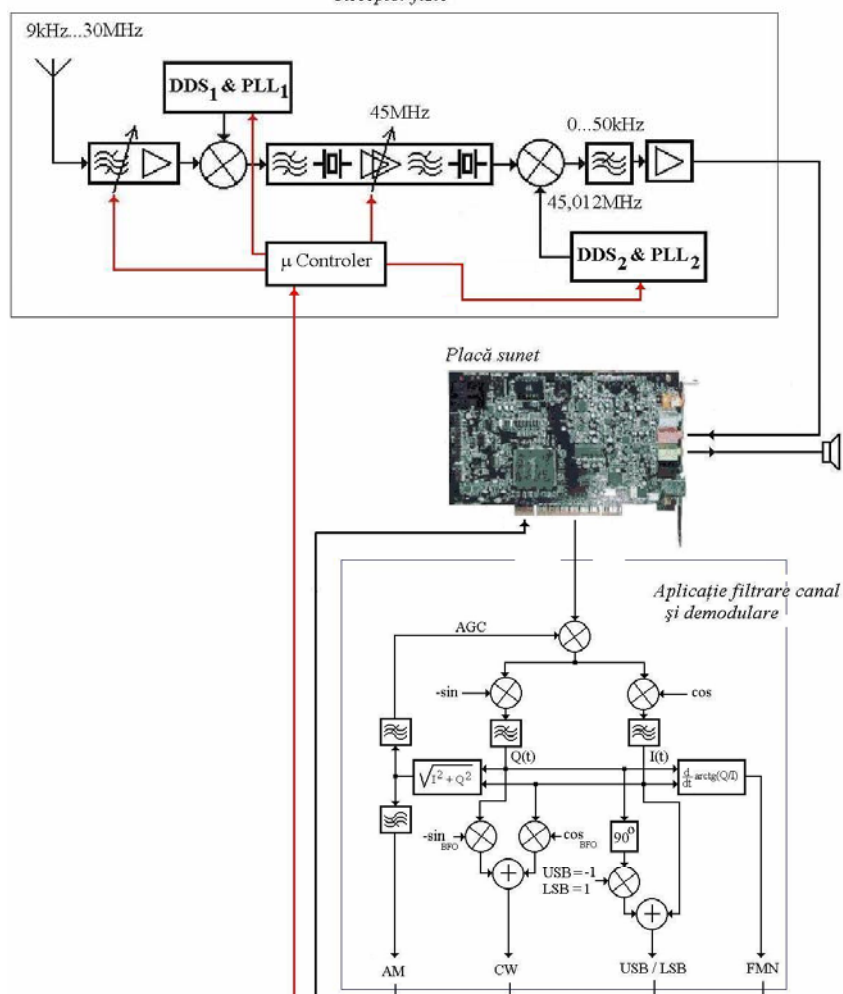 Receptor fizic
9kHz...30MHz
DDS1 & PLL1
45MHz
0...50kHz
45,012MHz
μ Controler
DDS2 & PLL2
Placă sunet
Aplicație filtrare canal
și demodulare
AGC
-sin
cos
Q(t)
I(t)
√I² + Q²
d/dt arctg(Q/I)
-sin BFO
cos BFO
90°
USB = -1
LSB = 1
AM
CW
USB / LSB
FMN